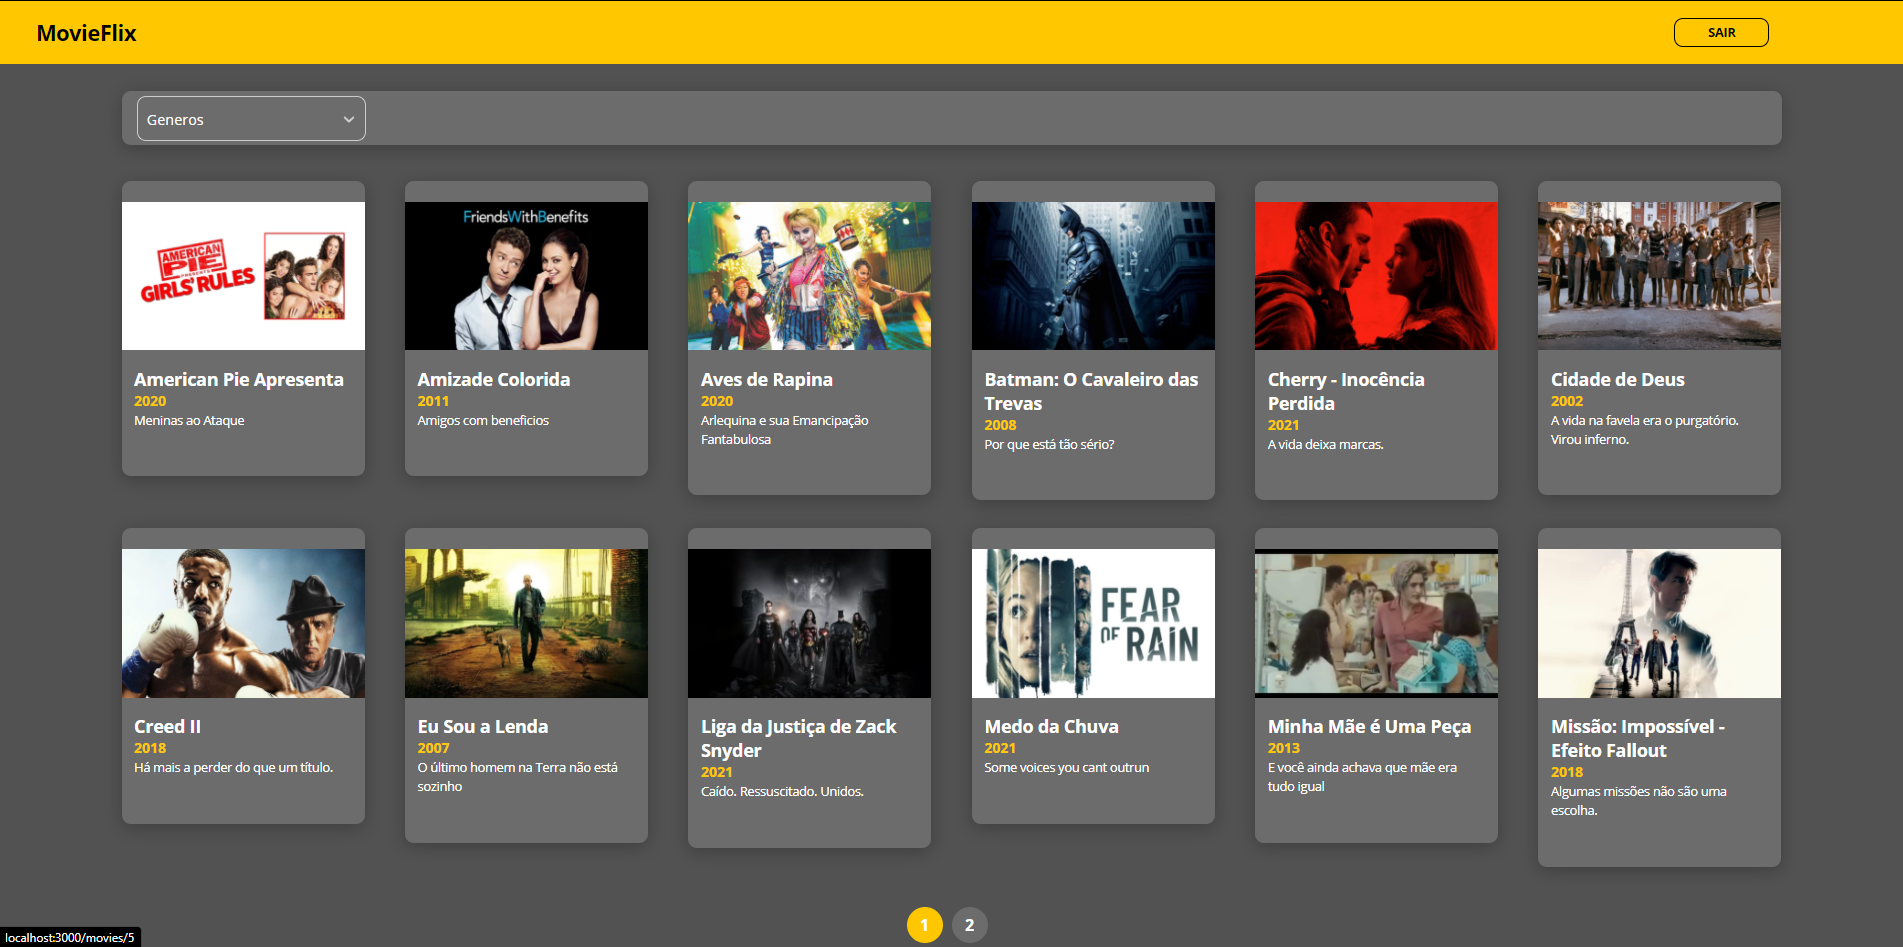 MovieFlix
SAIR
Generos
AMERICAN
PIE
PRESENTS
GIRLS' RULES
American Pie Apresenta
2020
Meninas ao Ataque
FriendsWithBenefits
Amizade Colorida
2011
Amigos com beneficios
Aves de Rapina
2020
Arlequina e sua Emancipação
Fantabulosa
Batman: O Cavaleiro das
Trevas
2008
Por que está tão sério?
Cherry - Inocência
Perdida
2021
A vida deixa marcas.
Cidade de Deus
2002
A vida na favela era o purgatório.
Virou inferno.
Creed II
2018
Há mais a perder do que um título.
Eu Sou a Lenda
2007
O último homem na Terra não está
sozinho
Liga da Justiça de Zack
Snyder
2021
Caído. Ressuscitado. Unidos.
FEAR
OF RAIN
Medo da Chuva
2021
Some voices you cant outrun
Minha Mãe é Uma Peça
2013
E você ainda achava que mãe era
tudo igual
Missão: Impossível -
Efeito Fallout
2018
Algumas missões não são uma
escolha.
1 2
localhost:3000/movies/5